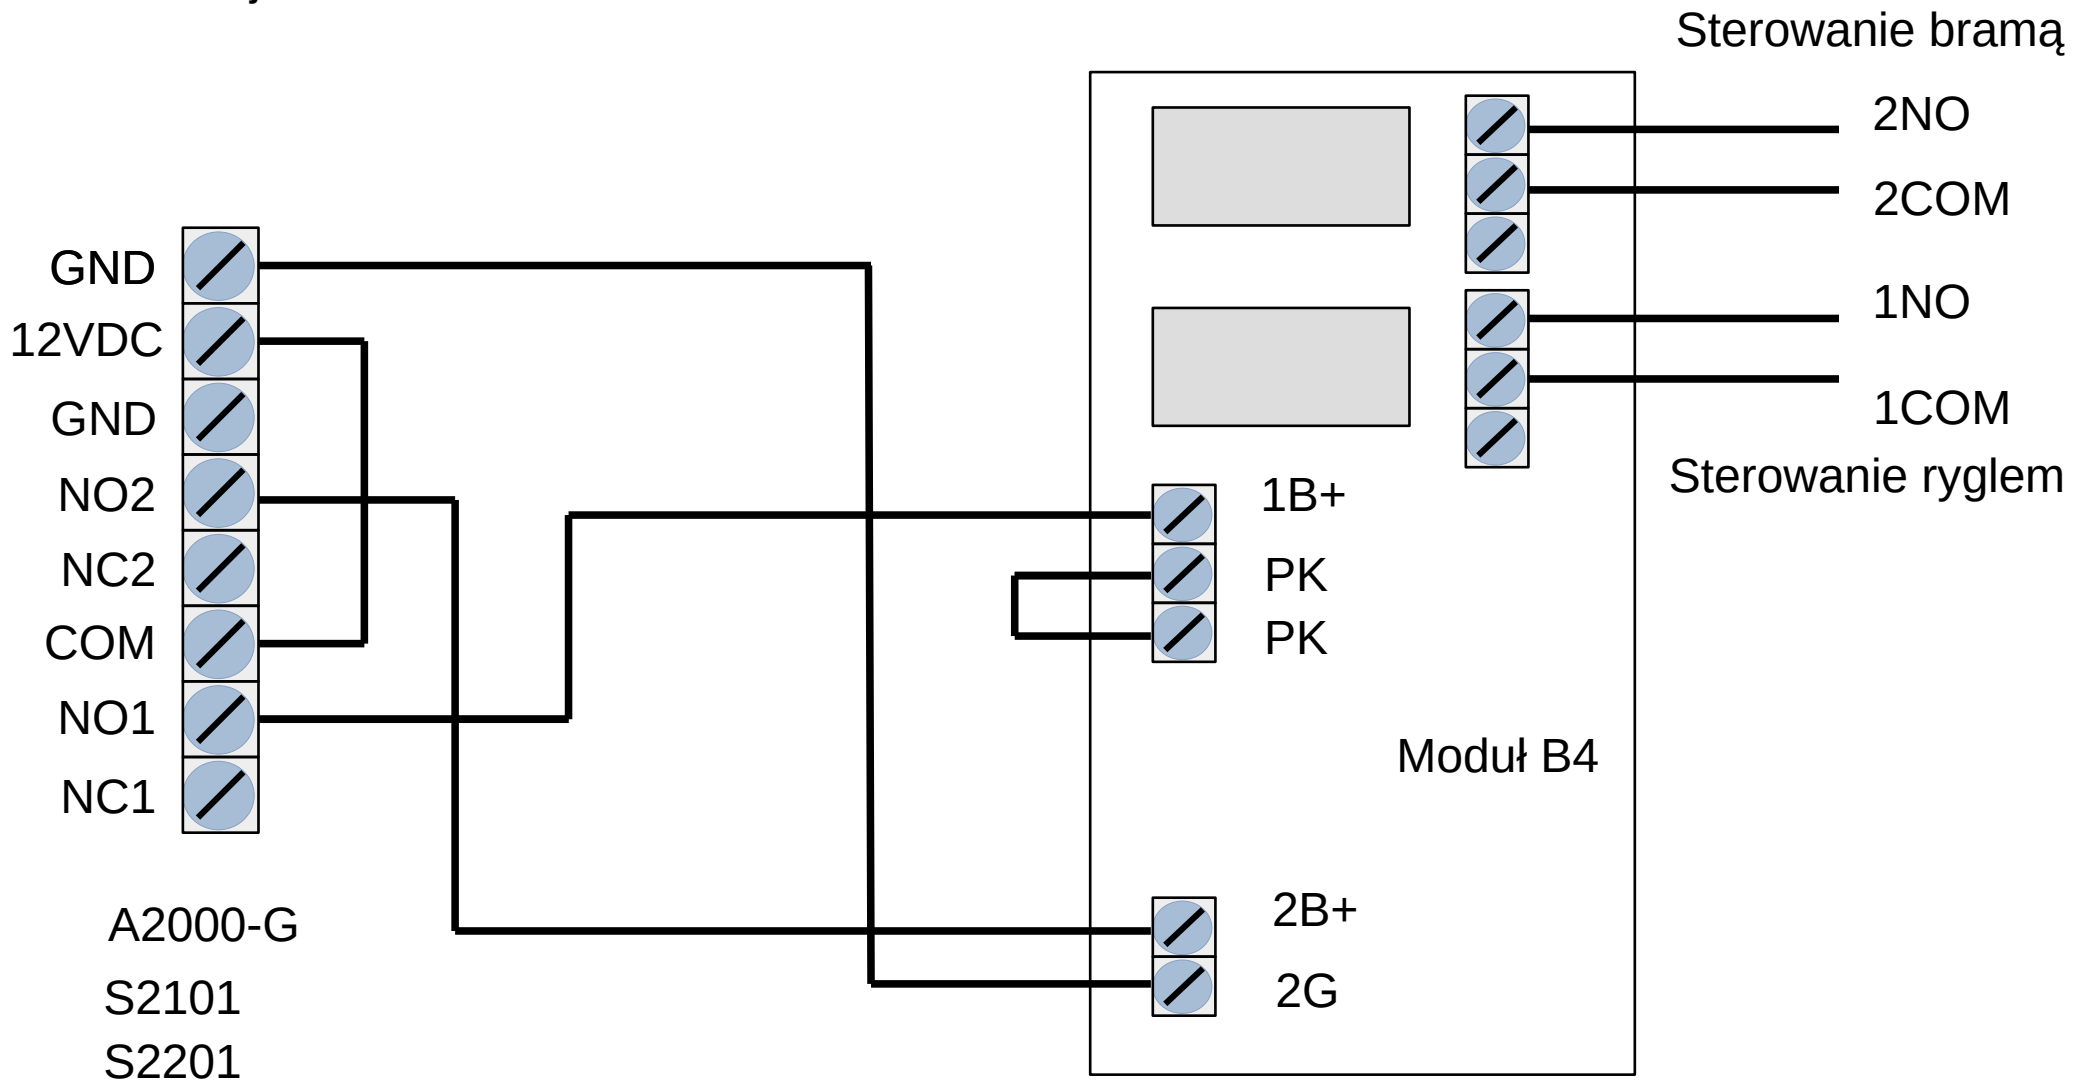 Sterowanie bramą
2NO
2COM
1NO
1COM
Sterowanie ryglem
GND
12VDC
GND
NO2
NC2
COM
NO1
NC1
1B+
PK
PK
Moduł B4
2B+
2G
A2000-G
S2101
S2201